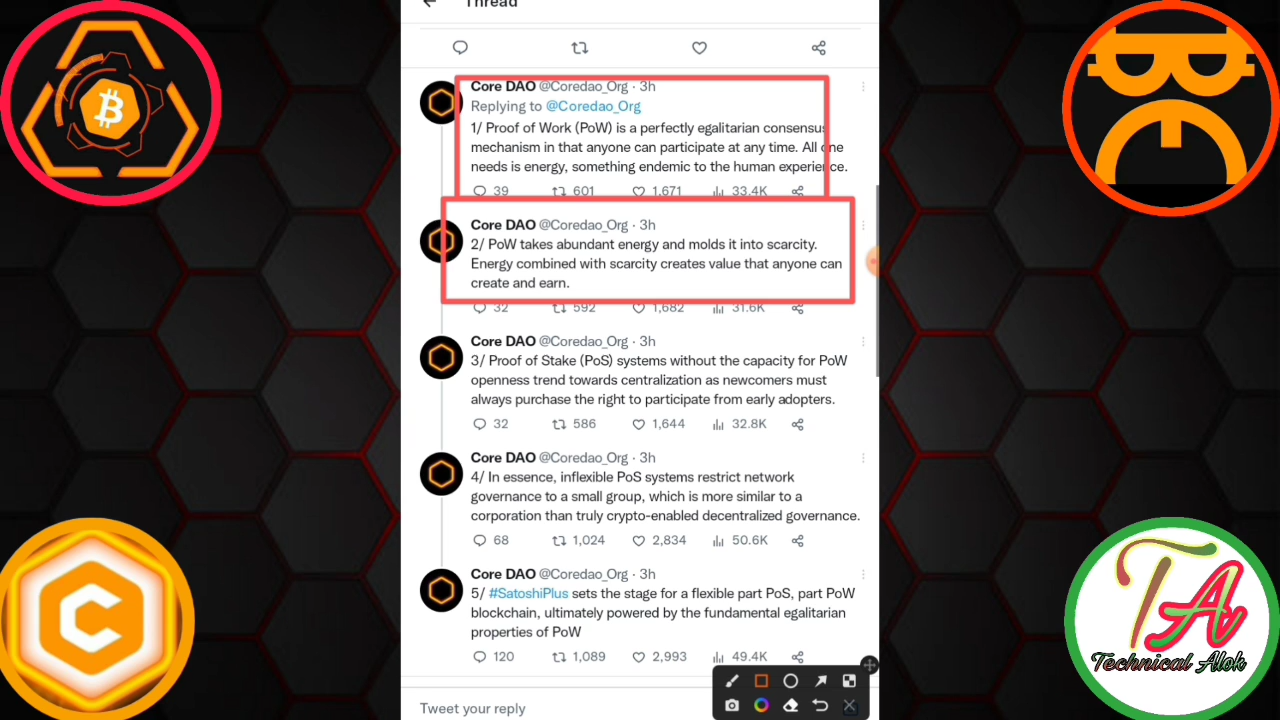 Thread
Core DAO @Coredao_Org · 3h
Replying to @Coredao_Org
1/ Proof of Work (PoW) is a perfectly egalitarian consensus
mechanism in that anyone can participate at any time. All one
needs is energy, something endemic to the human experience.
39 601 1,671 33.4K
Core DAO @Coredao_Org · 3h
2/ PoW takes abundant energy and molds it into scarcity.
Energy combined with scarcity creates value that anyone can
create and earn.
32 592 1,682 31.6K
Core DAO @Coredao_Org · 3h
3/ Proof of Stake (PoS) systems without the capacity for PoW
openness trend towards centralization as newcomers must
always purchase the right to participate from early adopters.
32 586 1,644 32.8K
Core DAO @Coredao_Org · 3h
4/ In essence, inflexible PoS systems restrict network
governance to a small group, which is more similar to a
corporation than truly crypto-enabled decentralized governance.
68 1,024 2,834 50.6K
Core DAO @Coredao_Org · 3h
5/ #SatoshiPlus sets the stage for a flexible part PoS, part PoW
blockchain, ultimately powered by the fundamental egalitarian
properties of PoW
120 1,089 2,993 49.4K
Tweet your reply
TA
Technical Alok